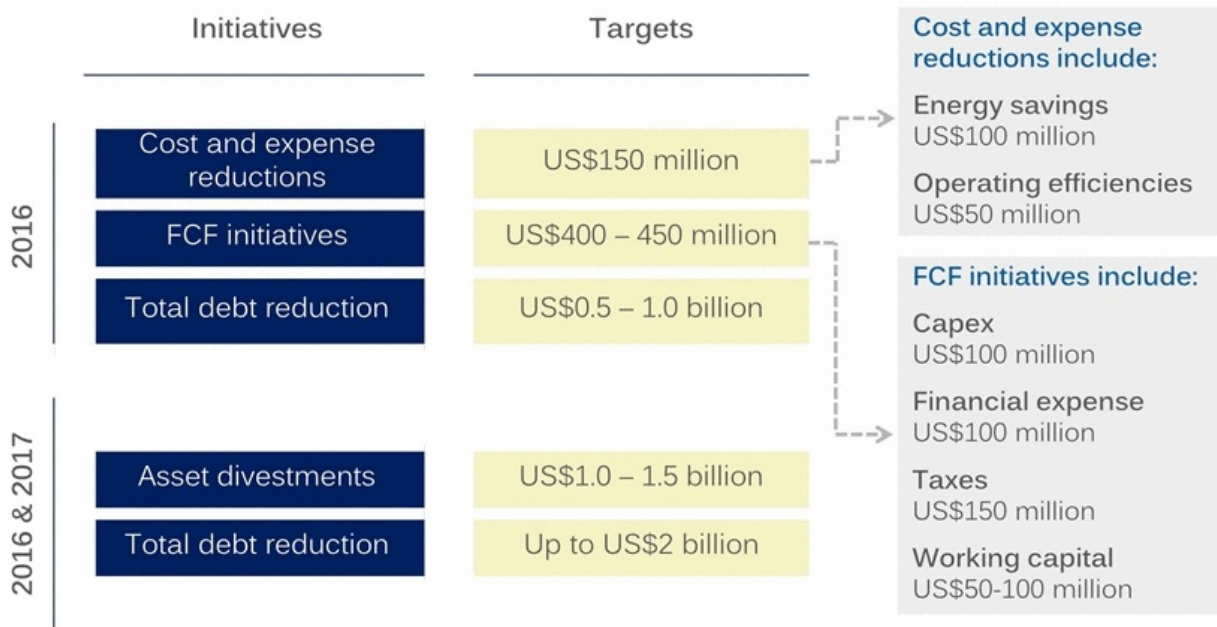 Initiatives
Targets
2016
Cost and expense
reductions
US$150 million
FCF initiatives
US$400 – 450 million
Total debt reduction
US$0.5 – 1.0 billion
2016 & 2017
Asset divestments
US$1.0 – 1.5 billion
Total debt reduction
Up to US$2 billion
Cost and expense
reductions include:
Energy savings
US$100 million
Operating efficiencies
US$50 million
FCF initiatives include:
Capex
US$100 million
Financial expense
US$100 million
Taxes
US$150 million
Working capital
US$50-100 million